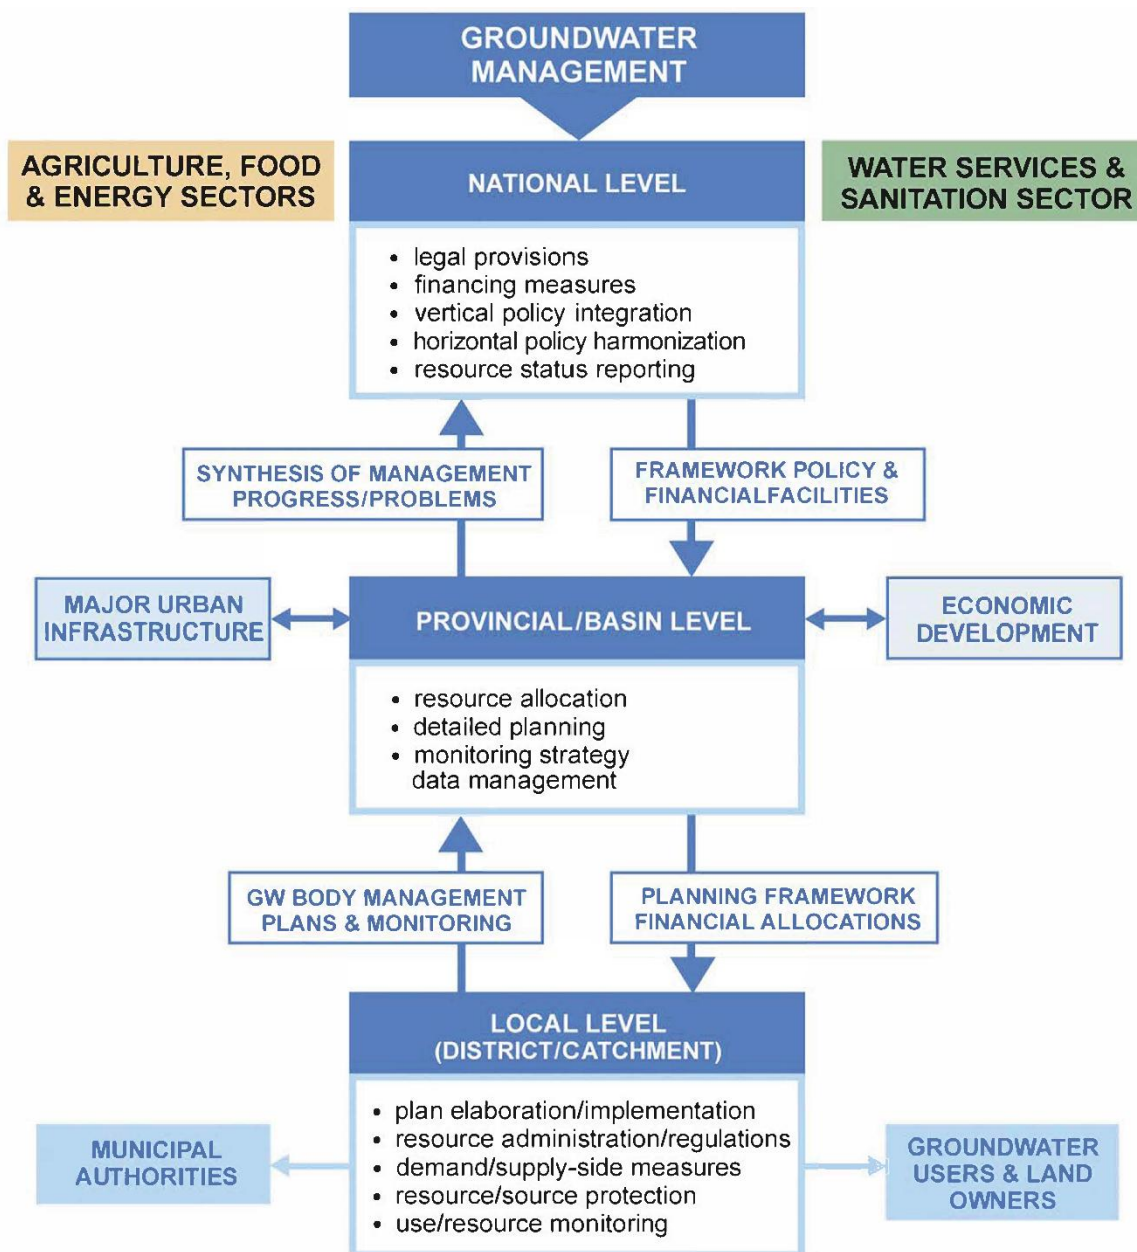 GROUNDWATER
MANAGEMENT
AGRICULTURE, FOOD
& ENERGY SECTORS
NATIONAL LEVEL
WATER SERVICES &
SANITATION SECTOR
• legal provisions
• financing measures
• vertical policy integration
• horizontal policy harmonization
• resource status reporting
SYNTHESIS OF MANAGEMENT
PROGRESS/PROBLEMS
FRAMEWORK POLICY &
FINANCIALFACILITIES
MAJOR URBAN
INFRASTRUCTURE
PROVINCIAL/BASIN LEVEL
ECONOMIC
DEVELOPMENT
• resource allocation
• detailed planning
• monitoring strategy
data management
GW BODY MANAGEMENT
PLANS & MONITORING
PLANNING FRAMEWORK
FINANCIAL ALLOCATIONS
LOCAL LEVEL
(DISTRICT/CATCHMENT)
• plan elaboration/implementation
• resource administration/regulations
• demand/supply-side measures
• resource/source protection
• use/resource monitoring
MUNICIPAL
AUTHORITIES
GROUNDWATER
USERS & LAND
OWNERS